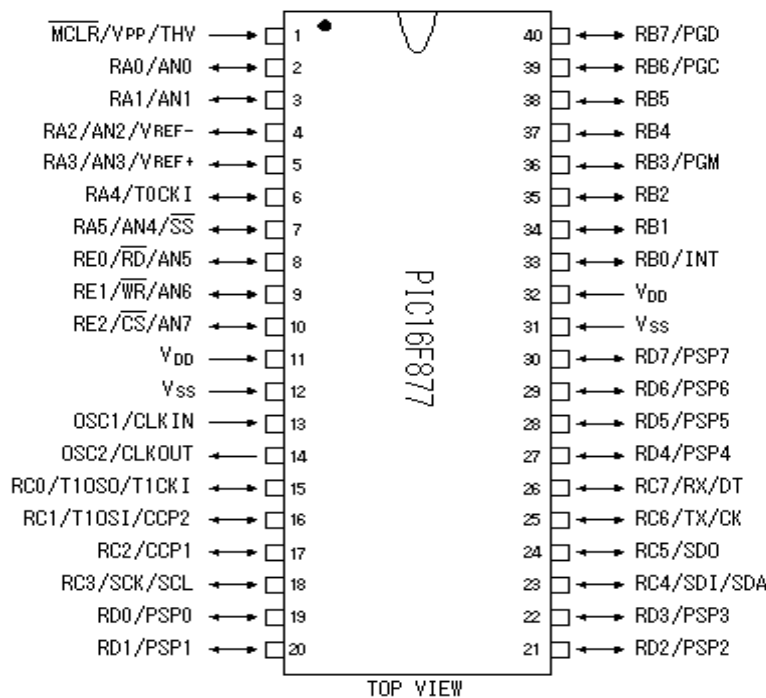 MCLR/VPP/THV 1 40 RB7/PGD
RA0/AN0 2 39 RB6/PGC
RA1/AN1 3 38 RB5
RA2/AN2/VREF- 4 37 RB4
RA3/AN3/VREF+ 5 36 RB3/PGM
RA4/T0CKI 6 35 RB2
RA5/AN4/SS 7 34 RB1
RE0/RD/AN5 8 33 RB0/INT
RE1/WR/AN6 9 32 VDD
RE2/CS/AN7 10 31 VSS
VDD 11 30 RD7/PSP7
VSS 12 29 RD6/PSP6
OSC1/CLKIN 13 28 RD5/PSP5
OSC2/CLKOUT 14 27 RD4/PSP4
RC0/T1OSO/T1CKI 15 26 RC7/RX/DT
RC1/T1OSI/CCP2 16 25 RC6/TX/CK
RC2/CCP1 17 24 RC5/SDO
RC3/SCK/SCL 18 23 RC4/SDI/SDA
RD0/PSP0 19 22 RD3/PSP3
RD1/PSP1 20 21 RD2/PSP2
PIC16F877
TOP VIEW